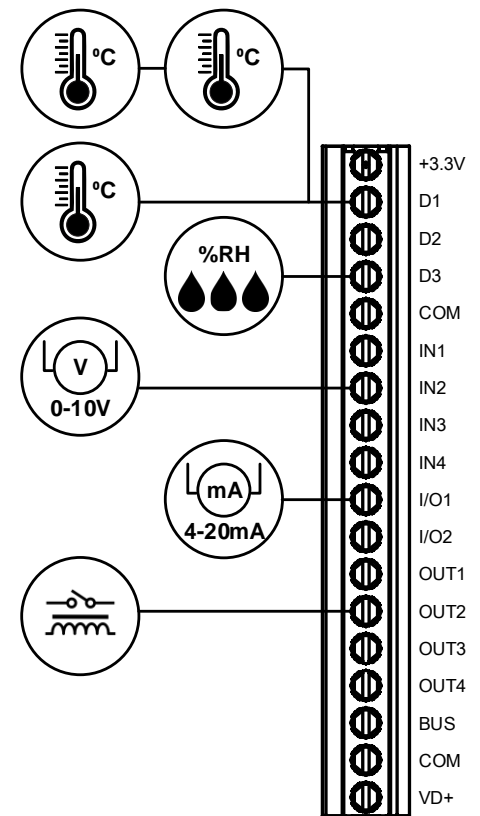 ºC
ºC
+3.3V
ºC
D1
D2
%RH
D3
COM
IN1
V
0-10V
IN2
IN3
IN4
mA
4-20mA
I/O1
I/O2
OUT1
OUT2
OUT3
OUT4
BUS
COM
VD+